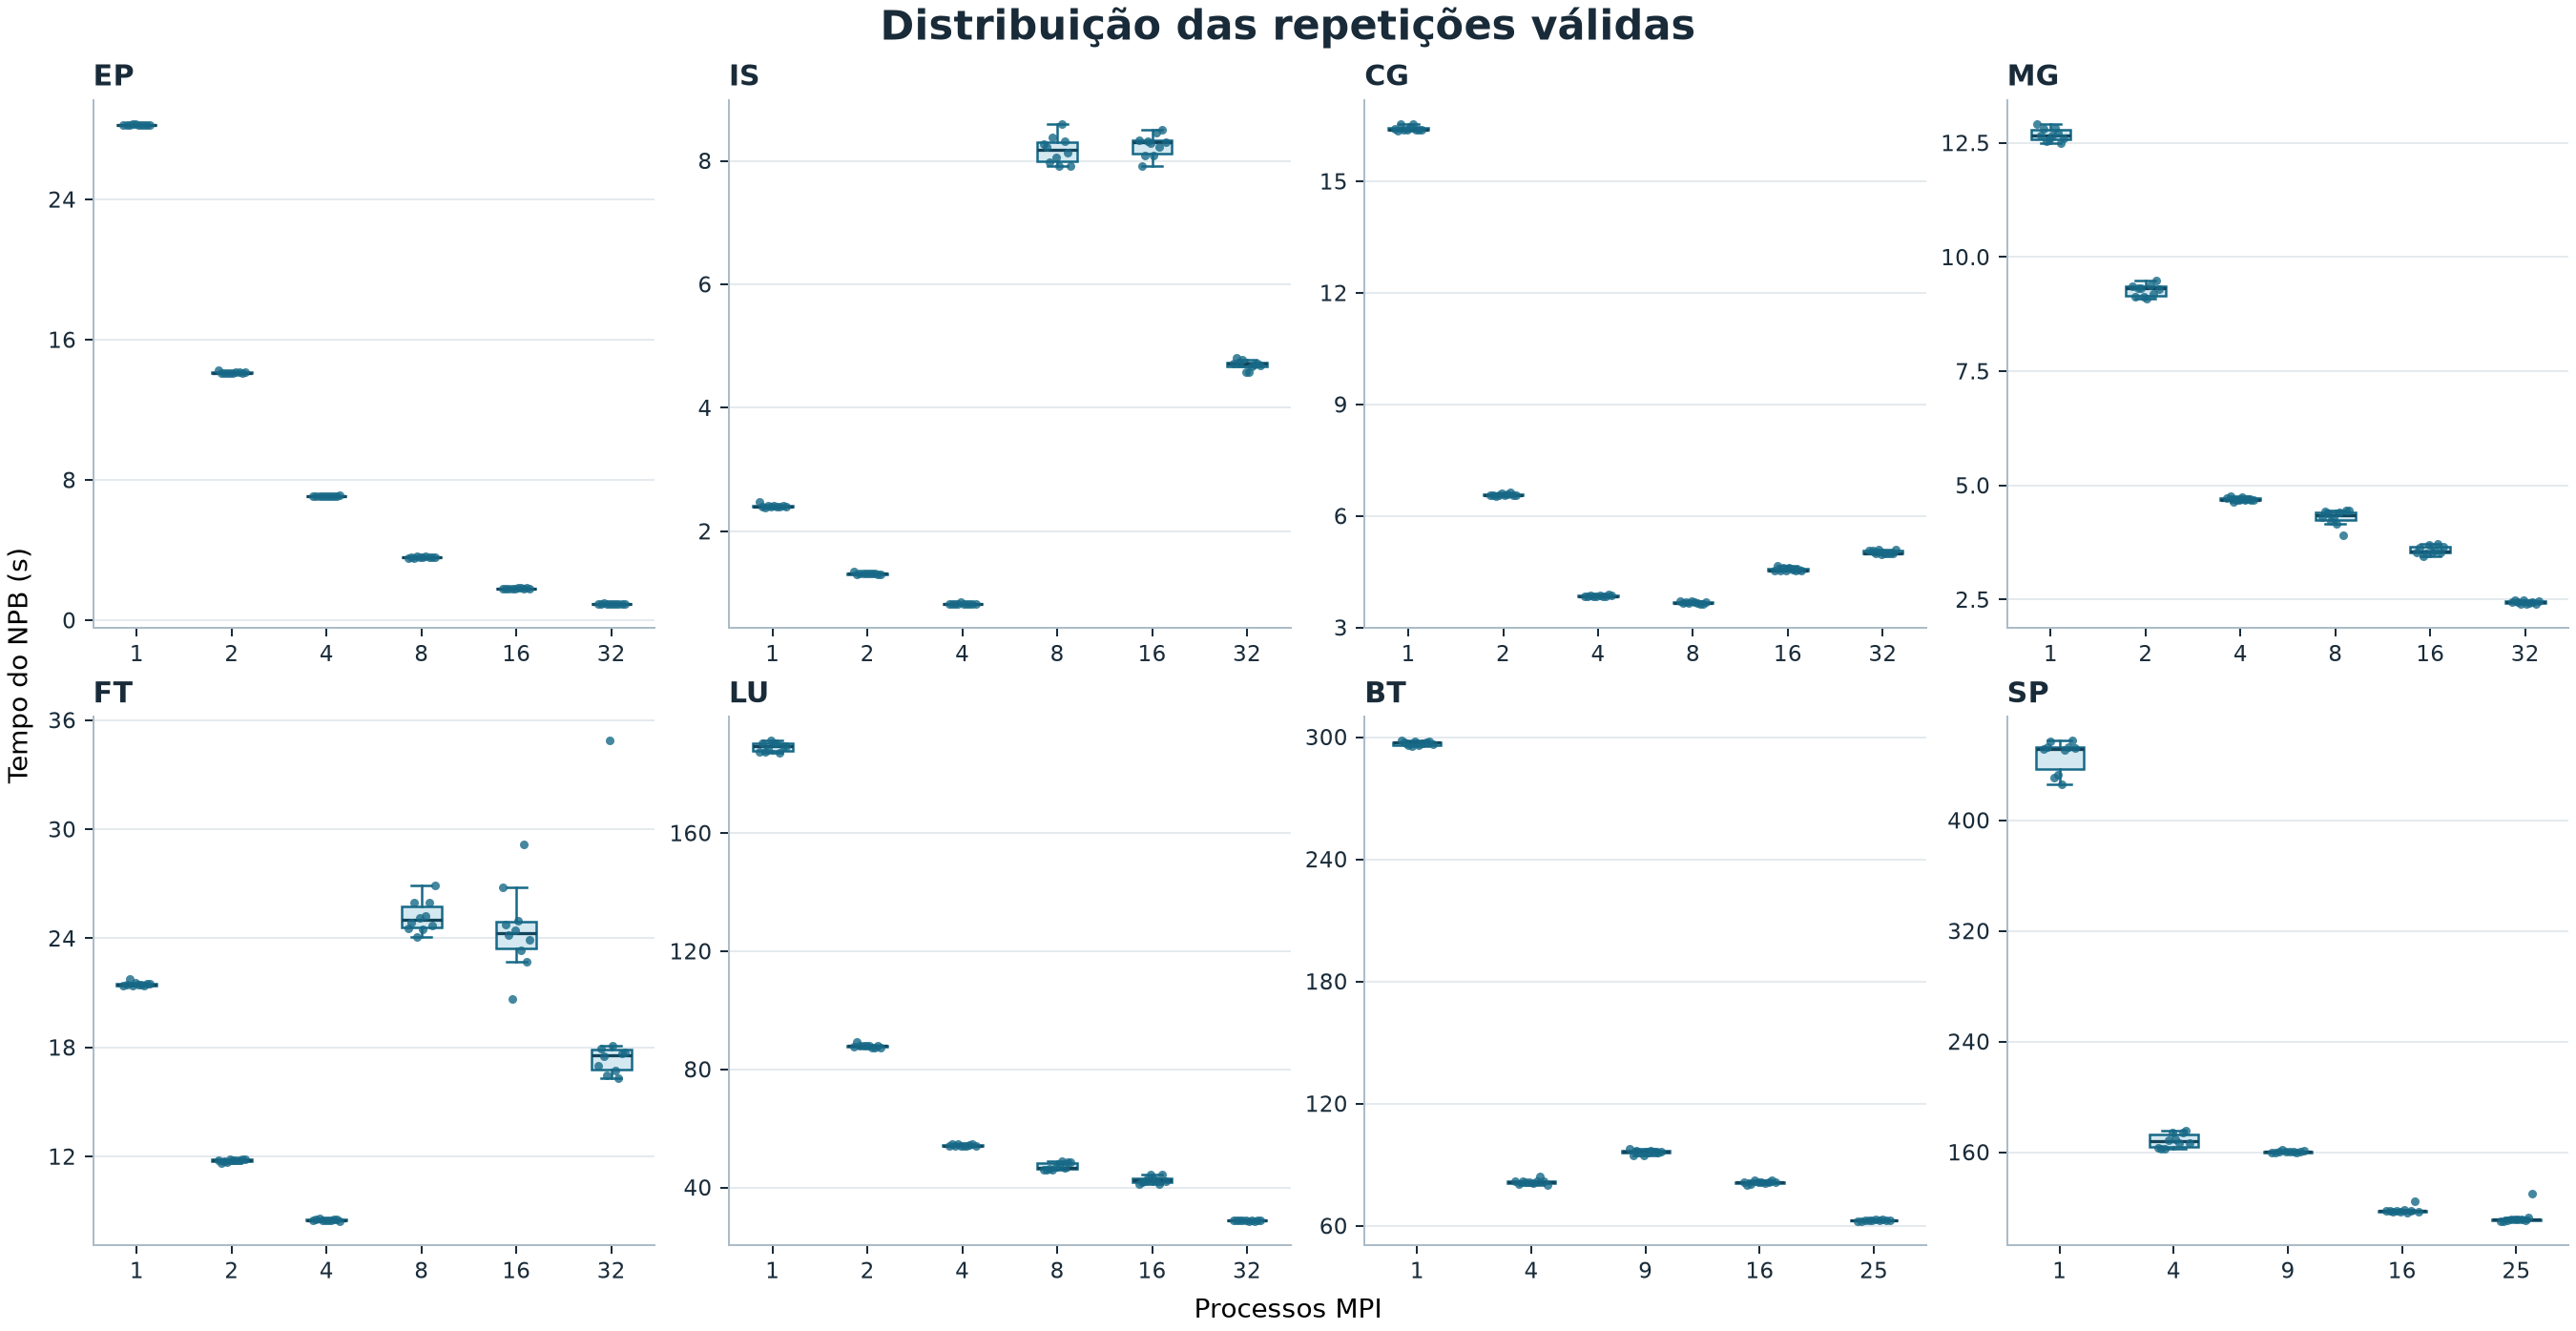 Distribuição das repetições válidas
EP
IS
CG
MG
24
16
8
0
1 2 4 8 16 32
8
6
4
2
1 2 4 8 16 32
15
12
9
6
3
1 2 4 8 16 32
12.5
10.0
7.5
5.0
2.5
1 2 4 8 16 32
Tempo do NPB (s)
FT
LU
BT
SP
36
30
24
18
12
1 2 4 8 16 32
160
120
80
40
1 2 4 8 16 32
300
240
180
120
60
1 4 9 16 25
400
320
240
160
1 4 9 16 25
Processos MPI